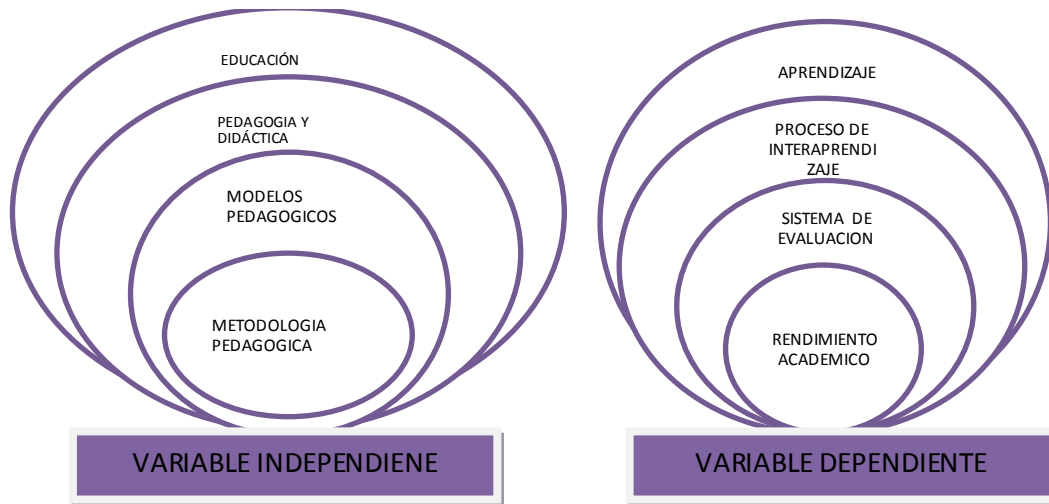 EDUCACIÓN
PEDAGOGIA Y
DIDÁCTICA
MODELOS
PEDAGOGICOS
METODOLOGIA
PEDAGOGICA
VARIABLE INDEPENDIENE
APRENDIZAJE
PROCESO DE
INTERAPRENDI
ZAJE
SISTEMA DE
EVALUACION
RENDIMIENTO
ACADEMICO
VARIABLE DEPENDIENTE